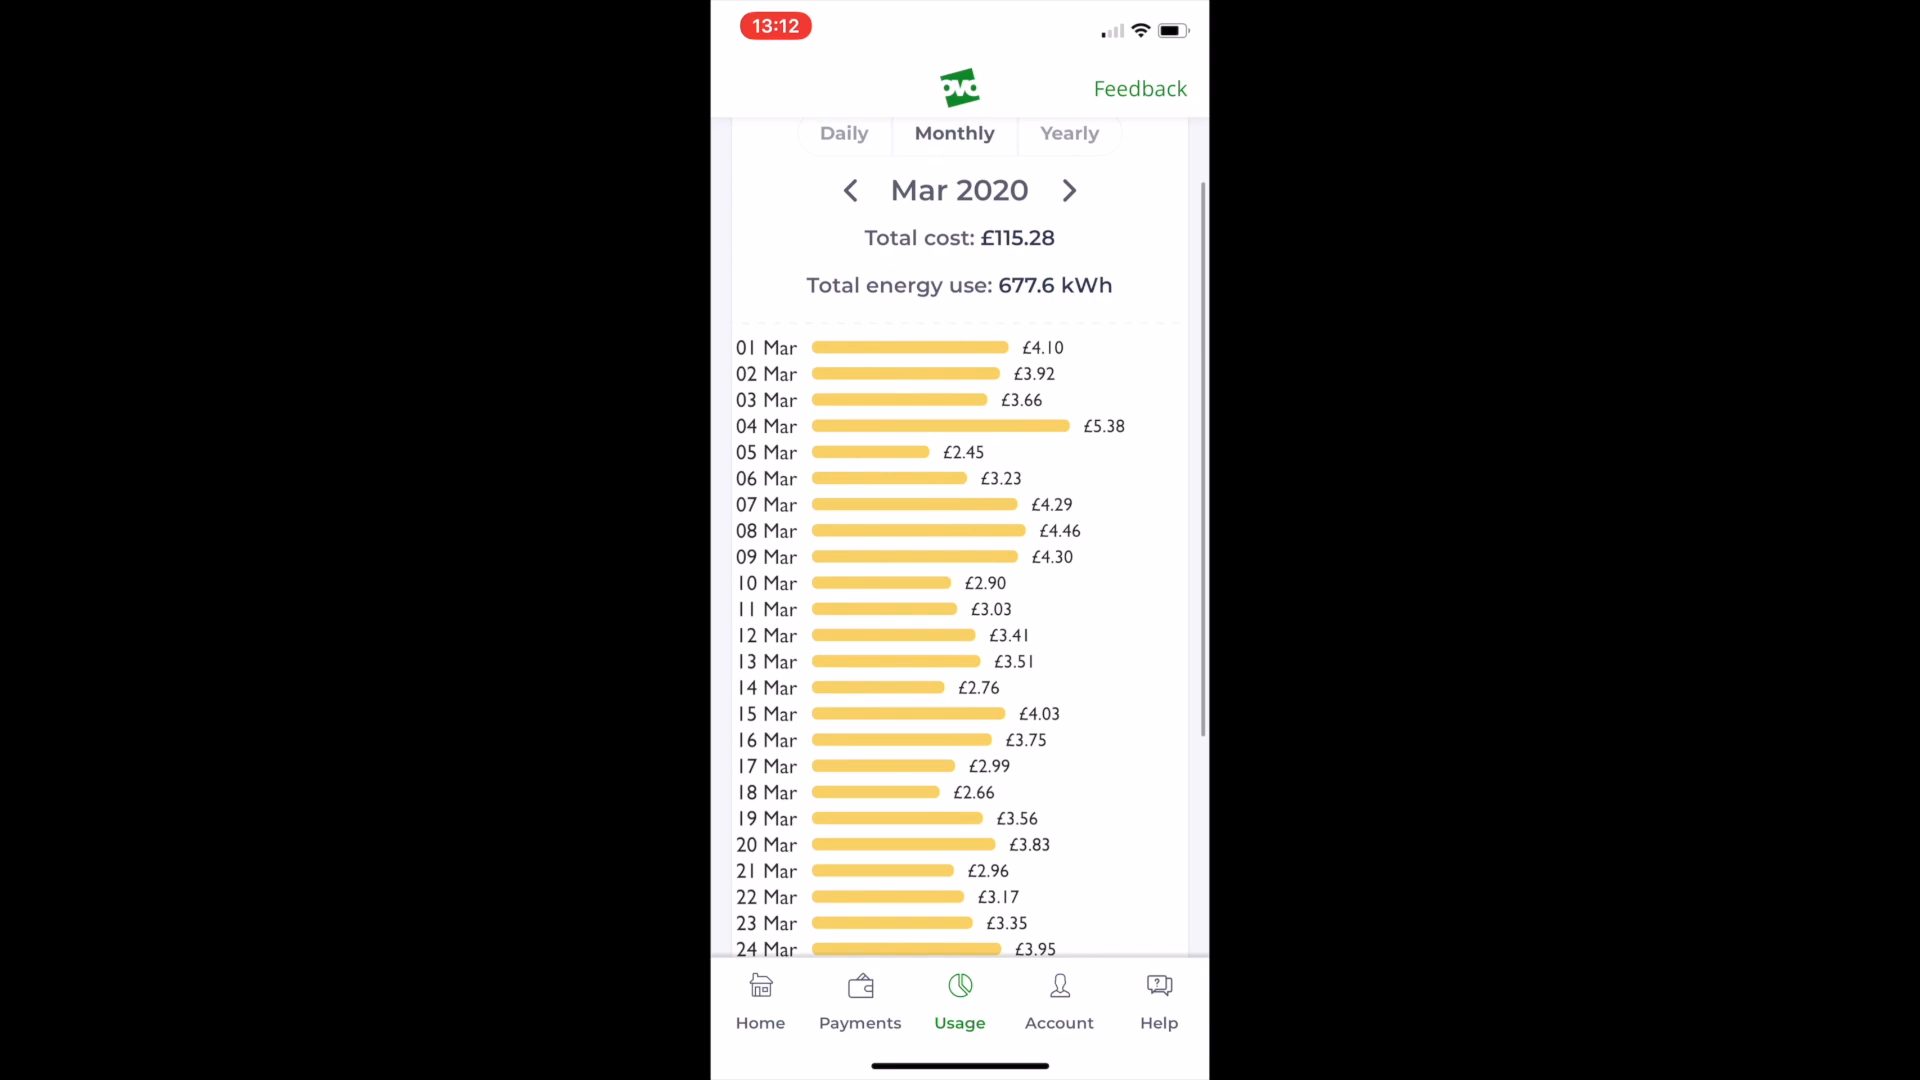 13:12
ovo
Feedback
Daily Monthly Yearly
Mar 2020
Total cost: £115.28
Total energy use: 677.6 kWh
01 Mar £4.10
02 Mar £3.92
03 Mar £3.66
04 Mar £5.38
05 Mar £2.45
06 Mar £3.23
07 Mar £4.29
08 Mar £4.46
09 Mar £4.30
10 Mar £2.90
11 Mar £3.03
12 Mar £3.41
13 Mar £3.51
14 Mar £2.76
15 Mar £4.03
16 Mar £3.75
17 Mar £2.99
18 Mar £2.66
19 Mar £3.56
20 Mar £3.83
21 Mar £2.96
22 Mar £3.17
23 Mar £3.35
24 Mar £3.95
Home Payments Usage Account Help